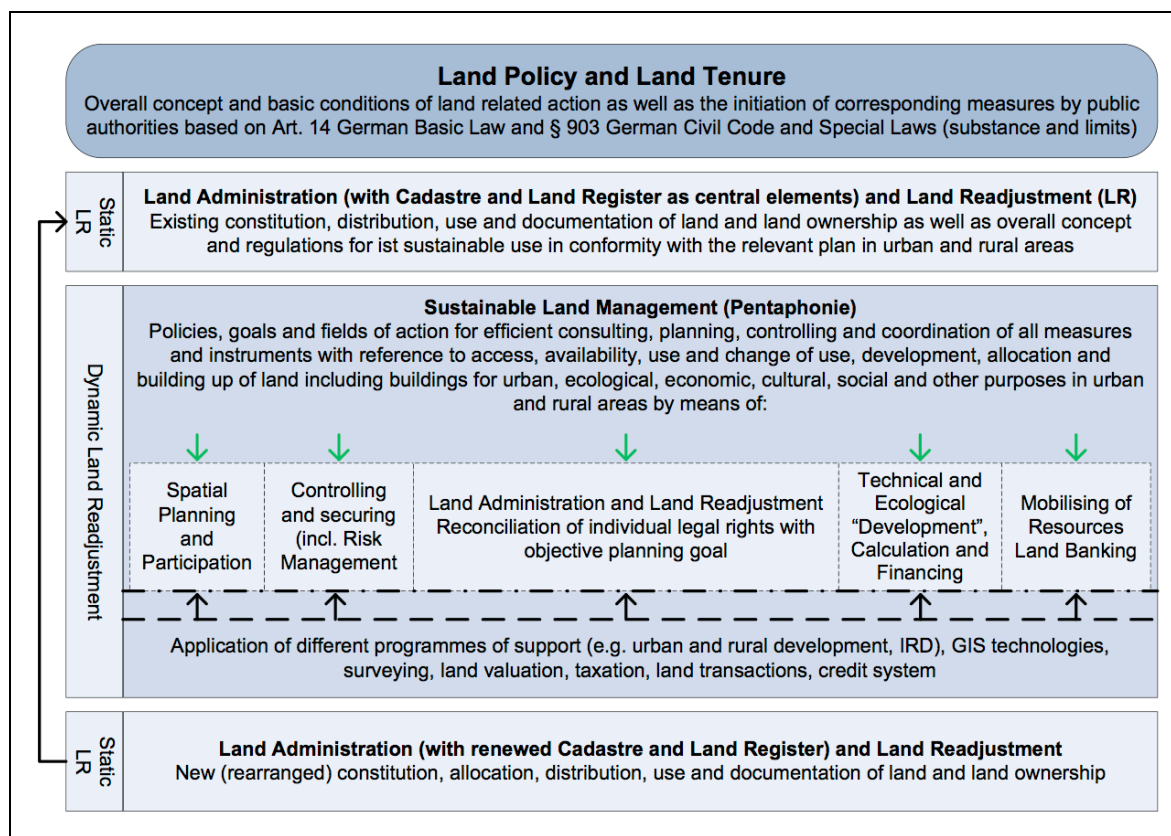 Land Policy and Land Tenure
Overall concept and basic conditions of land related action as well as the initiation of corresponding measures by public
authorities based on Art. 14 German Basic Law and § 903 German Civil Code and Special Laws (substance and limits)
Static
LR
Land Administration (with Cadastre and Land Register as central elements) and Land Readjustment (LR)
Existing constitution, distribution, use and documentation of land and land ownership as well as overall concept
and regulations for ist sustainable use in conformity with the relevant plan in urban and rural areas
Dynamic Land Readjustment
Sustainable Land Management (Pentaphonie)
Policies, goals and fields of action for efficient consulting, planning, controlling and coordination of all measures
and instruments with reference to access, availability, use and change of use, development, allocation and
building up of land including buildings for urban, ecological, economic, cultural, social and other purposes in urban
and rural areas by means of:
Spatial
Planning
and
Participation
Controlling
and securing
(incl. Risk
Management
Land Administration and Land Readjustment
Reconciliation of individual legal rights with
objective planning goal
Technical and
Ecological
“Development”,
Calculation and
Financing
Mobilising of
Resources
Land Banking
Application of different programmes of support (e.g. urban and rural development, IRD), GIS technologies,
surveying, land valuation, taxation, land transactions, credit system
Static
LR
Land Administration (with renewed Cadastre and Land Register) and Land Readjustment
New (rearranged) constitution, allocation, distribution, use and documentation of land and land ownership